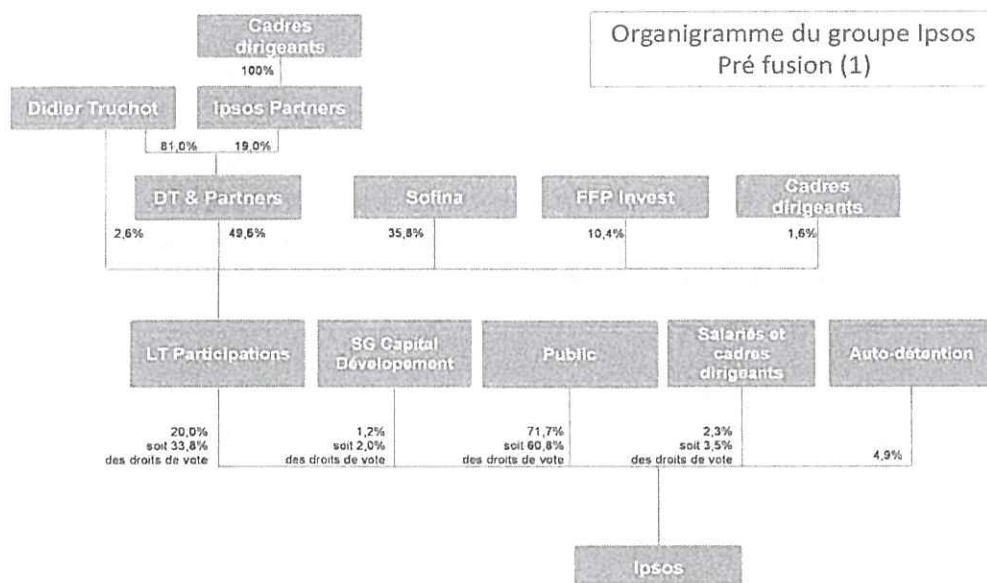 Organigramme du groupe Ipsos
Pré fusion (1)
Cadres
dirigeants
100%
Didier Truchot
Ipsos Partners
81,0%
19,0%
DT & Partners
Sofina
FFP Invest
Cadres
dirigeants
2,6%
49,6%
35,8%
10,4%
1,6%
LT Participations
SG Capital
Dévelopement
Public
Salariés et
cadres
dirigeants
Auto-détention
20,0%
soit 33,8%
des droits de vote
1,2%
soit 2,0%
des droits de vote
71,7%
soit 60,8%
des droits de vote
2,3%
soit 3,5%
des droits de vote
4,9%
Ipsos